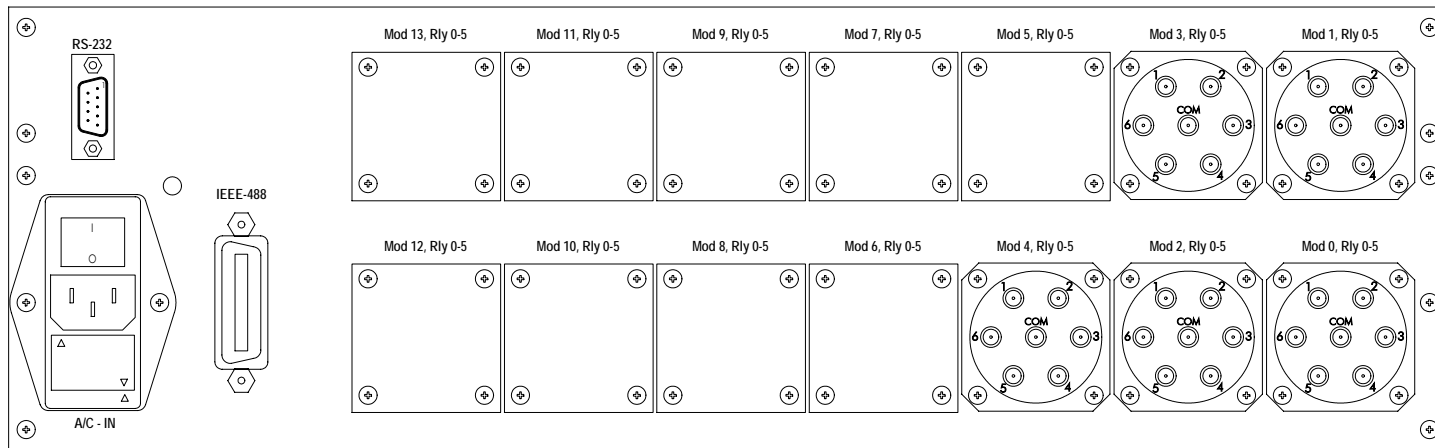 RS-232
Mod 13, Rly 0-5
Mod 11, Rly 0-5
Mod 9, Rly 0-5
Mod 7, Rly 0-5
Mod 5, Rly 0-5
Mod 3, Rly 0-5
1 2
COM
6 3
5 4
Mod 1, Rly 0-5
1 2
COM
6 3
5 4
IEEE-488
I
O
A/C - IN
Mod 12, Rly 0-5
Mod 10, Rly 0-5
Mod 8, Rly 0-5
Mod 6, Rly 0-5
Mod 4, Rly 0-5
1 2
COM
6 3
5 4
Mod 2, Rly 0-5
1 2
COM
6 3
5 4
Mod 0, Rly 0-5
1 2
COM
6 3
5 4